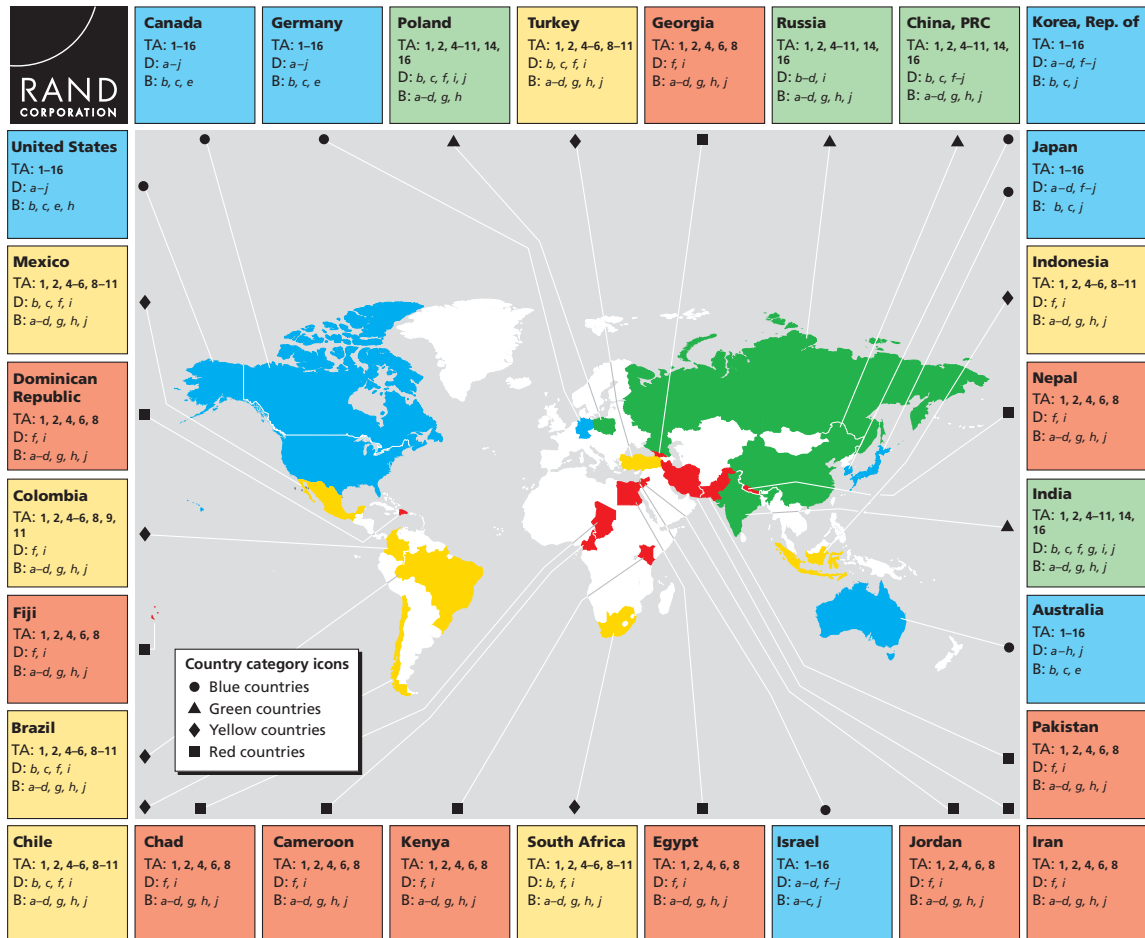 RAND
CORPORATION
Canada
TA: 1–16
D: a–j
B: b, c, e
Germany
TA: 1–16
D: a–j
B: b, c, e
Poland
TA: 1, 2, 4–11, 14,
16
D: b, c, f, i, j
B: a–d, g, h
Turkey
TA: 1, 2, 4–6, 8–11
D: b, c, f, i
B: a–d, g, h, j
Georgia
TA: 1, 2, 4, 6, 8
D: f, i
B: a–d, g, h, j
Russia
TA: 1, 2, 4–11, 14,
16
D: b–d, i
B: a–d, g, h, j
China, PRC
TA: 1, 2, 4–11, 14,
16
D: b, c, f–j
B: a–d, g, h, j
Korea, Rep. of
TA: 1–16
D: a–d, f–j
B: b, c, j
United States
TA: 1–16
D: a–j
B: b, c, e, h
Japan
TA: 1–16
D: a–d, f–j
B: b, c, j
Mexico
TA: 1, 2, 4–6, 8–11
D: b, c, f, i
B: a–d, g, h, j
Indonesia
TA: 1, 2, 4–6, 8–11
D: f, i
B: a–d, g, h, j
Dominican
Republic
TA: 1, 2, 4, 6, 8
D: f, i
B: a–d, g, h, j
Nepal
TA: 1, 2, 4, 6, 8
D: f, i
B: a–d, g, h, j
Colombia
TA: 1, 2, 4–6, 8, 9,
11
D: f, i
B: a–d, g, h, j
India
TA: 1, 2, 4–11, 14,
16
D: b, c, f, g, i, j
B: a–d, g, h, j
Fiji
TA: 1, 2, 4, 6, 8
D: f, i
B: a–d, g, h, j
Australia
TA: 1–16
D: a–h, j
B: b, c, e
Country category icons
Blue countries
Green countries
Yellow countries
Red countries
Brazil
TA: 1, 2, 4–6, 8–11
D: b, c, f, i
B: a–d, g, h, j
Pakistan
TA: 1, 2, 4, 6, 8
D: f, i
B: a–d, g, h, j
Chile
TA: 1, 2, 4–6, 8–11
D: b, c, f, i
B: a–d, g, h, j
Chad
TA: 1, 2, 4, 6, 8
D: f, i
B: a–d, g, h, j
Cameroon
TA: 1, 2, 4, 6, 8
D: f, i
B: a–d, g, h, j
Kenya
TA: 1, 2, 4, 6, 8
D: f, i
B: a–d, g, h, j
South Africa
TA: 1, 2, 4–6, 8–11
D: b, f, i
B: a–d, g, h, j
Egypt
TA: 1, 2, 4, 6, 8
D: f, i
B: a–d, g, h, j
Israel
TA: 1–16
D: a–d, f–j
B: a–c, j
Jordan
TA: 1, 2, 4, 6, 8
D: f, i
B: a–d, g, h, j
Iran
TA: 1, 2, 4, 6, 8
D: f, i
B: a–d, g, h, j